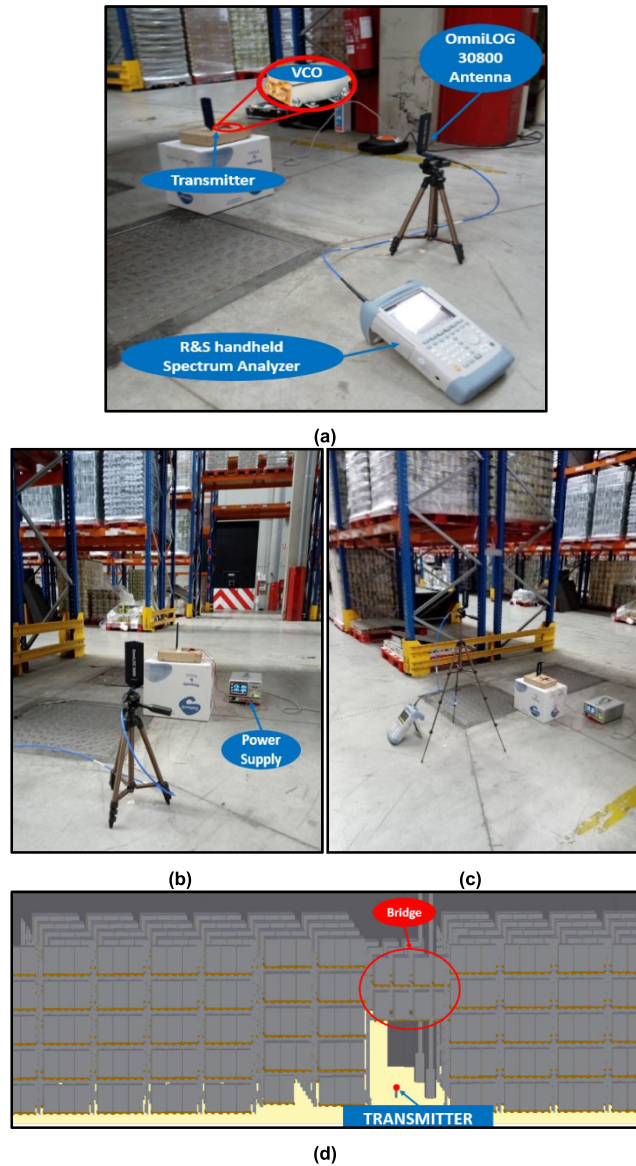 VCO
OmniLOG
30800
Antenna
Transmitter
R&S handheld
Spectrum Analyzer
(a)
Power
Supply
(b)
(c)
Bridge
TRANSMITTER
(d)